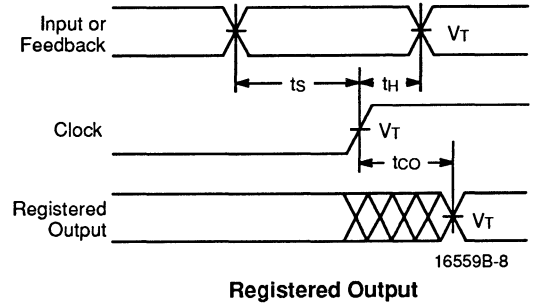 Input or
Feedback
VT
tS
tH
Clock
VT
tCO
Registered
Output
VT
16559B-8
Registered Output